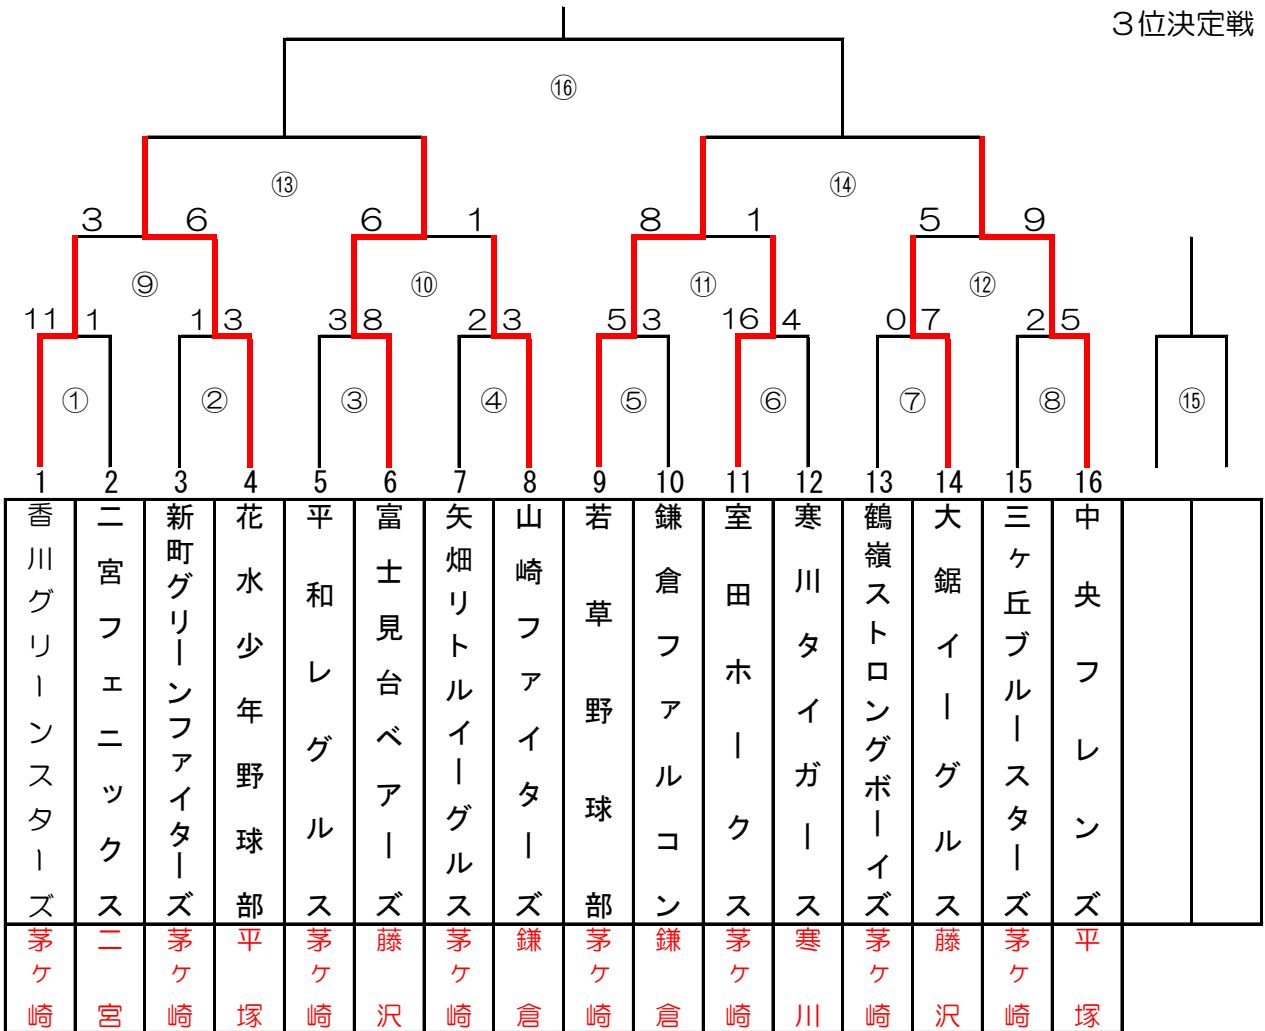 ３位決定戦
⑯
⑬ ⑭
3 6 6 1 8 1 5 9
⑨ ⑩ ⑪ ⑫
11 1 1 3 3 8 2 3 5 3 16 4 0 7 2 5
① ② ③ ④ ⑤ ⑥ ⑦ ⑧ ⑮
1 2 3 4 5 6 7 8 9 10 11 12 13 14 15 16
香川グリーンスターズ
二宮フェニックス
新町グリーンファイターズ
花水少年野球部
平和レグルス
富士見台ベアーズ
矢畑リトルイーグルス
山崎ファイターズ
若草野球部
鎌倉ファルコン
室田ホークス
寒川タイガース
鶴嶺ストロングボーイズ
大鋸イーグルス
三ヶ丘ブルースターズ
中央フレンズ
茅ケ崎
二宮
茅ケ崎
平塚
茅ケ崎
藤沢
茅ケ崎
鎌倉
茅ケ崎
鎌倉
茅ケ崎
寒川
茅ケ崎
藤沢
茅ケ崎
平塚